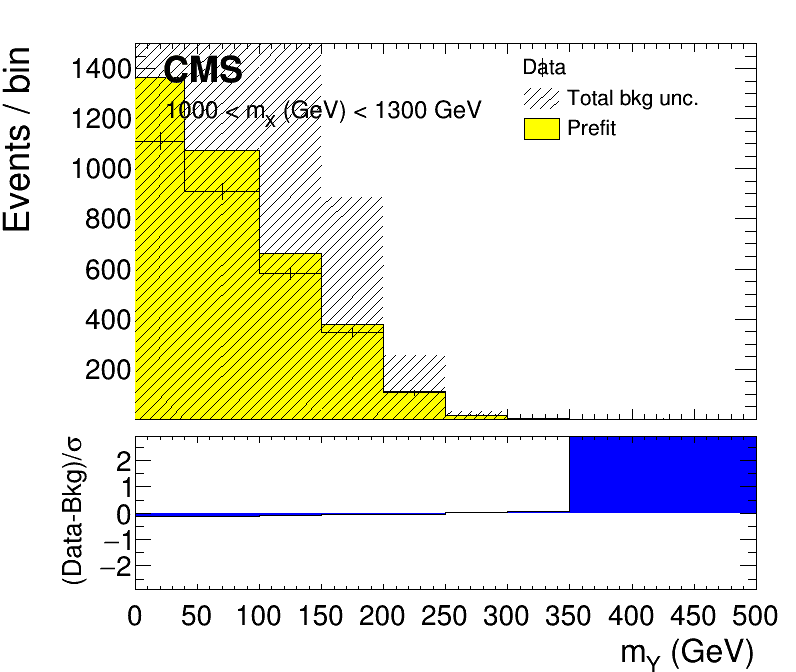 CMS
1000 < m_X (GeV) < 1300 GeV
Data
Total bkg unc.
Prefit
Events / bin
1400
1200
1000
800
600
400
200
(Data-Bkg)/σ
2
1
0
−1
−2
0 50 100 150 200 250 300 350 400 450 500
m_Y (GeV)